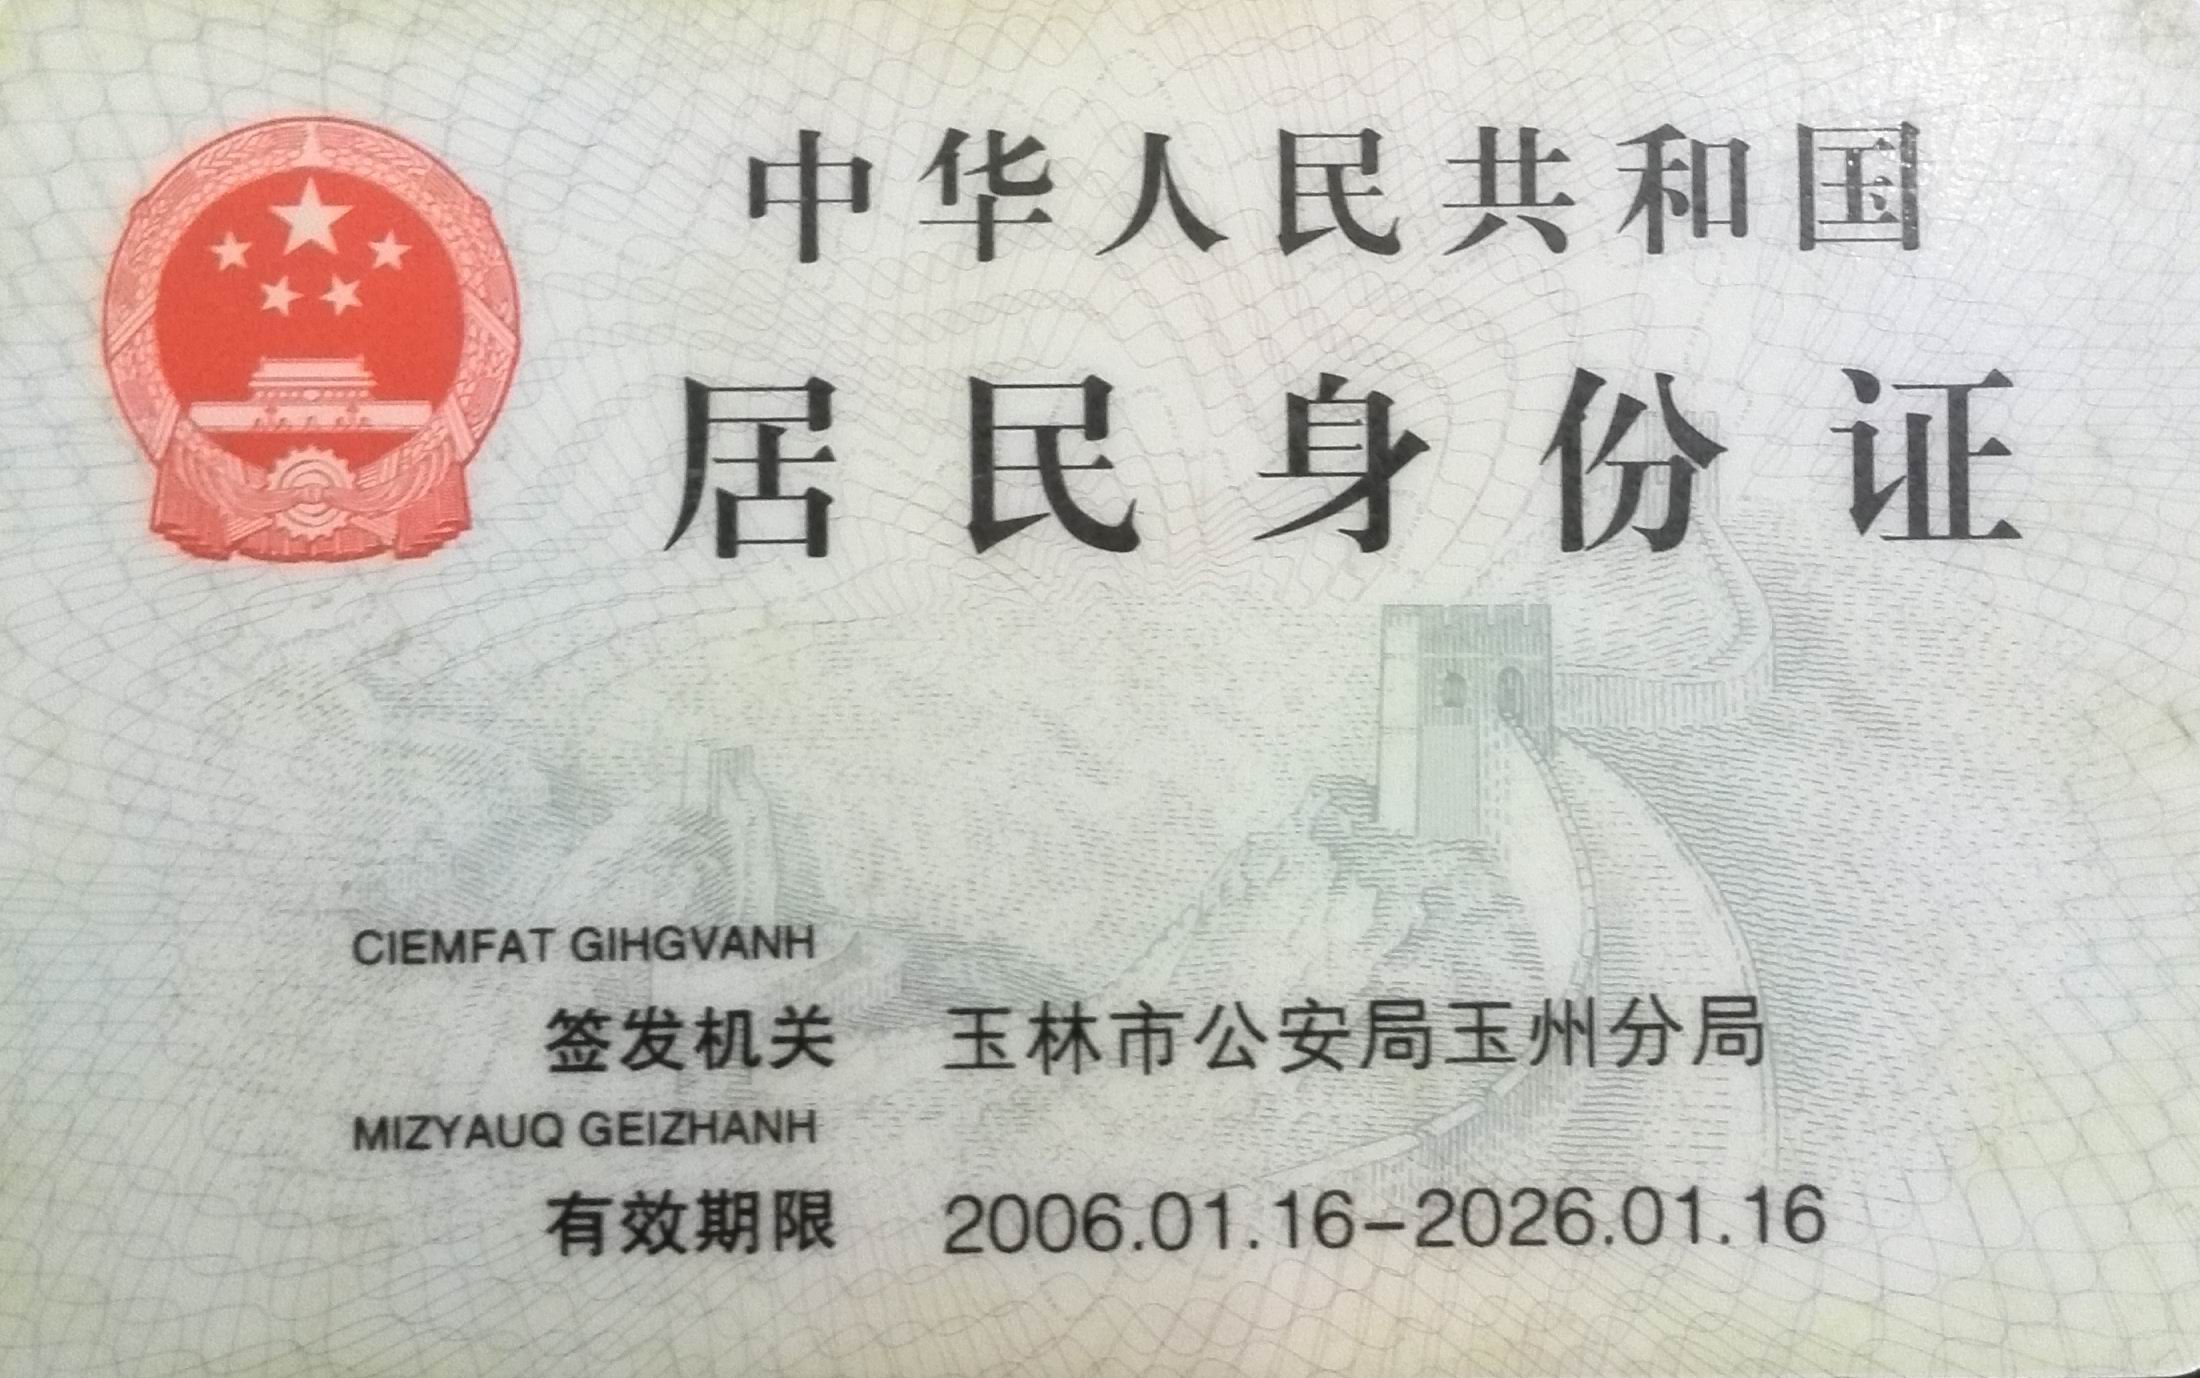 中华人民共和国
居民身份证
CIEMFAT GIHGVANH
签发机关 玉林市公安局玉州分局
MIZYAUQ GEIZHANH
有效期限 2006.01.16-2026.01.16